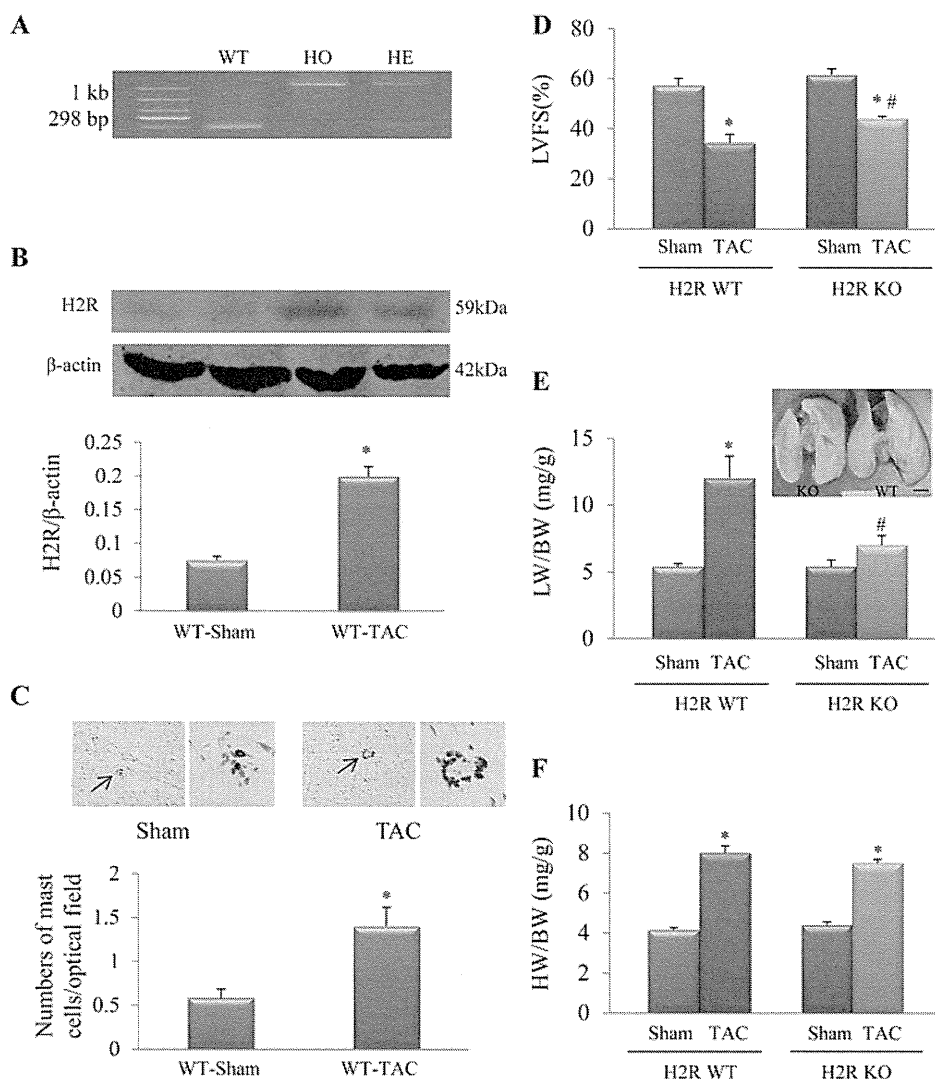 A
WT HO HE
1 kb
298 bp
B
H2R 59kDa
β-actin 42kDa
0.25
0.2
0.15
0.1
0.05
0
H2R/β-actin
*
WT-Sham WT-TAC
C
Sham TAC
2
1.5
1
0.5
0
Numbers of mast
cells/optical field
*
WT-Sham WT-TAC
D
80
60
40
20
0
LVFS(%)
*
* #
Sham TAC Sham TAC
H2R WT H2R KO
E
KO WT
15
10
5
0
LW/BW (mg/g)
*
#
Sham TAC Sham TAC
H2R WT H2R KO
F
10
8
6
4
2
0
HW/BW (mg/g)
*
*
Sham TAC Sham TAC
H2R WT H2R KO